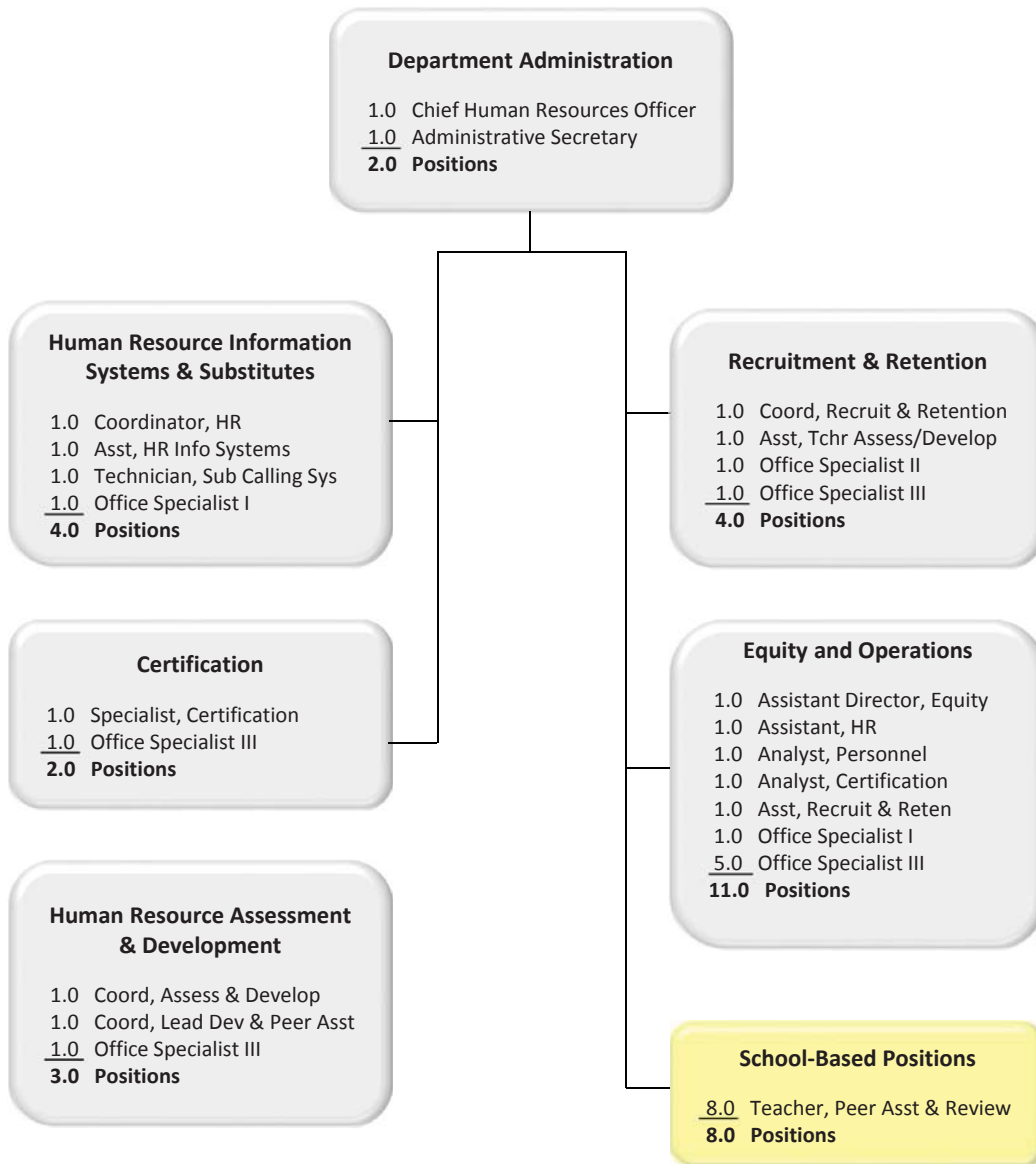 Department Administration
1.0 Chief Human Resources Officer
1.0 Administrative Secretary
2.0 Positions
Human Resource Information
Systems & Substitutes
1.0 Coordinator, HR
1.0 Asst, HR Info Systems
1.0 Technician, Sub Calling Sys
1.0 Office Specialist I
4.0 Positions
Recruitment & Retention
1.0 Coord, Recruit & Retention
1.0 Asst, Tchr Assess/Develop
1.0 Office Specialist II
1.0 Office Specialist III
4.0 Positions
Certification
1.0 Specialist, Certification
1.0 Office Specialist III
2.0 Positions
Equity and Operations
1.0 Assistant Director, Equity
1.0 Assistant, HR
1.0 Analyst, Personnel
1.0 Analyst, Certification
1.0 Asst, Recruit & Reten
1.0 Office Specialist I
5.0 Office Specialist III
11.0 Positions
Human Resource Assessment
& Development
1.0 Coord, Assess & Develop
1.0 Coord, Lead Dev & Peer Asst
1.0 Office Specialist III
3.0 Positions
School-Based Positions
8.0 Teacher, Peer Asst & Review
8.0 Positions